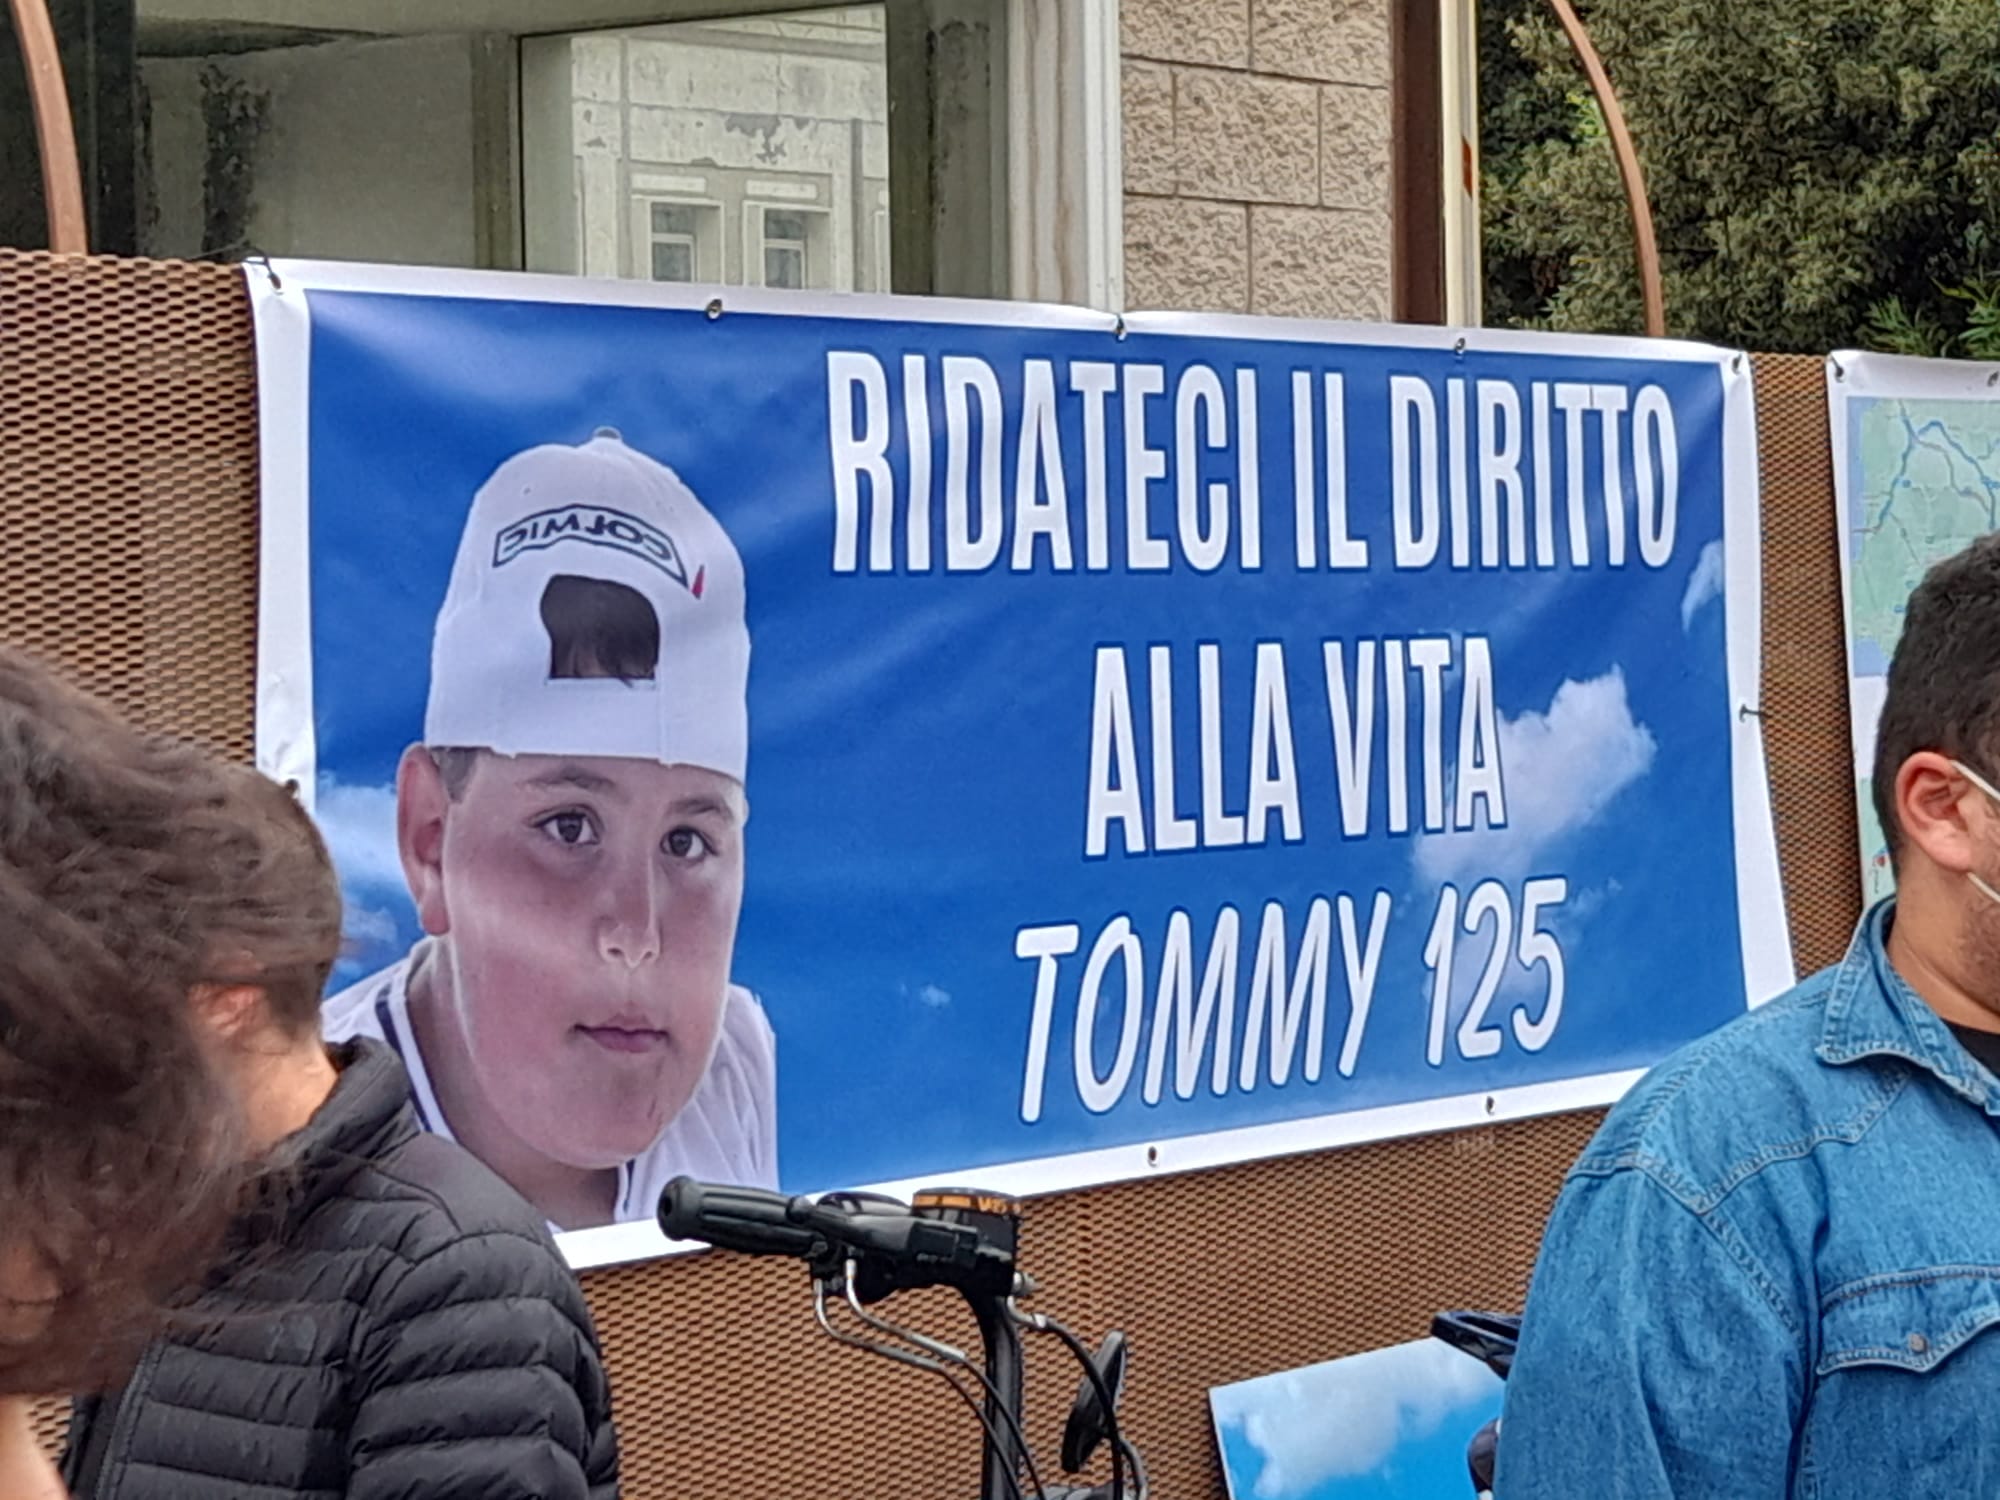 RIDATECI IL DIRITTO
ALLA VITA
TOMMY 125
COLMIC